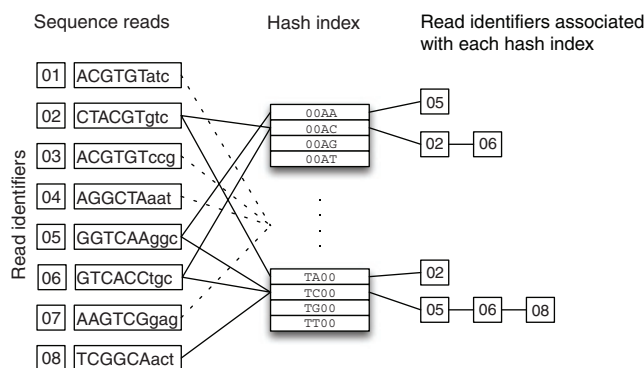 Sequence reads
Hash index
Read identifiers associated
with each hash index
Read identifiers
01 ACGTGTatc
02 CTACGTgtc
03 ACGTGTccg
04 AGGCTAaat
05 GGTCAAggc
06 GTCACCtgc
07 AAGTCGgag
08 TCGGCAact
00AA
00AC
00AG
00AT
TA00
TC00
TG00
TT00
05
02 06
02
05 06 08